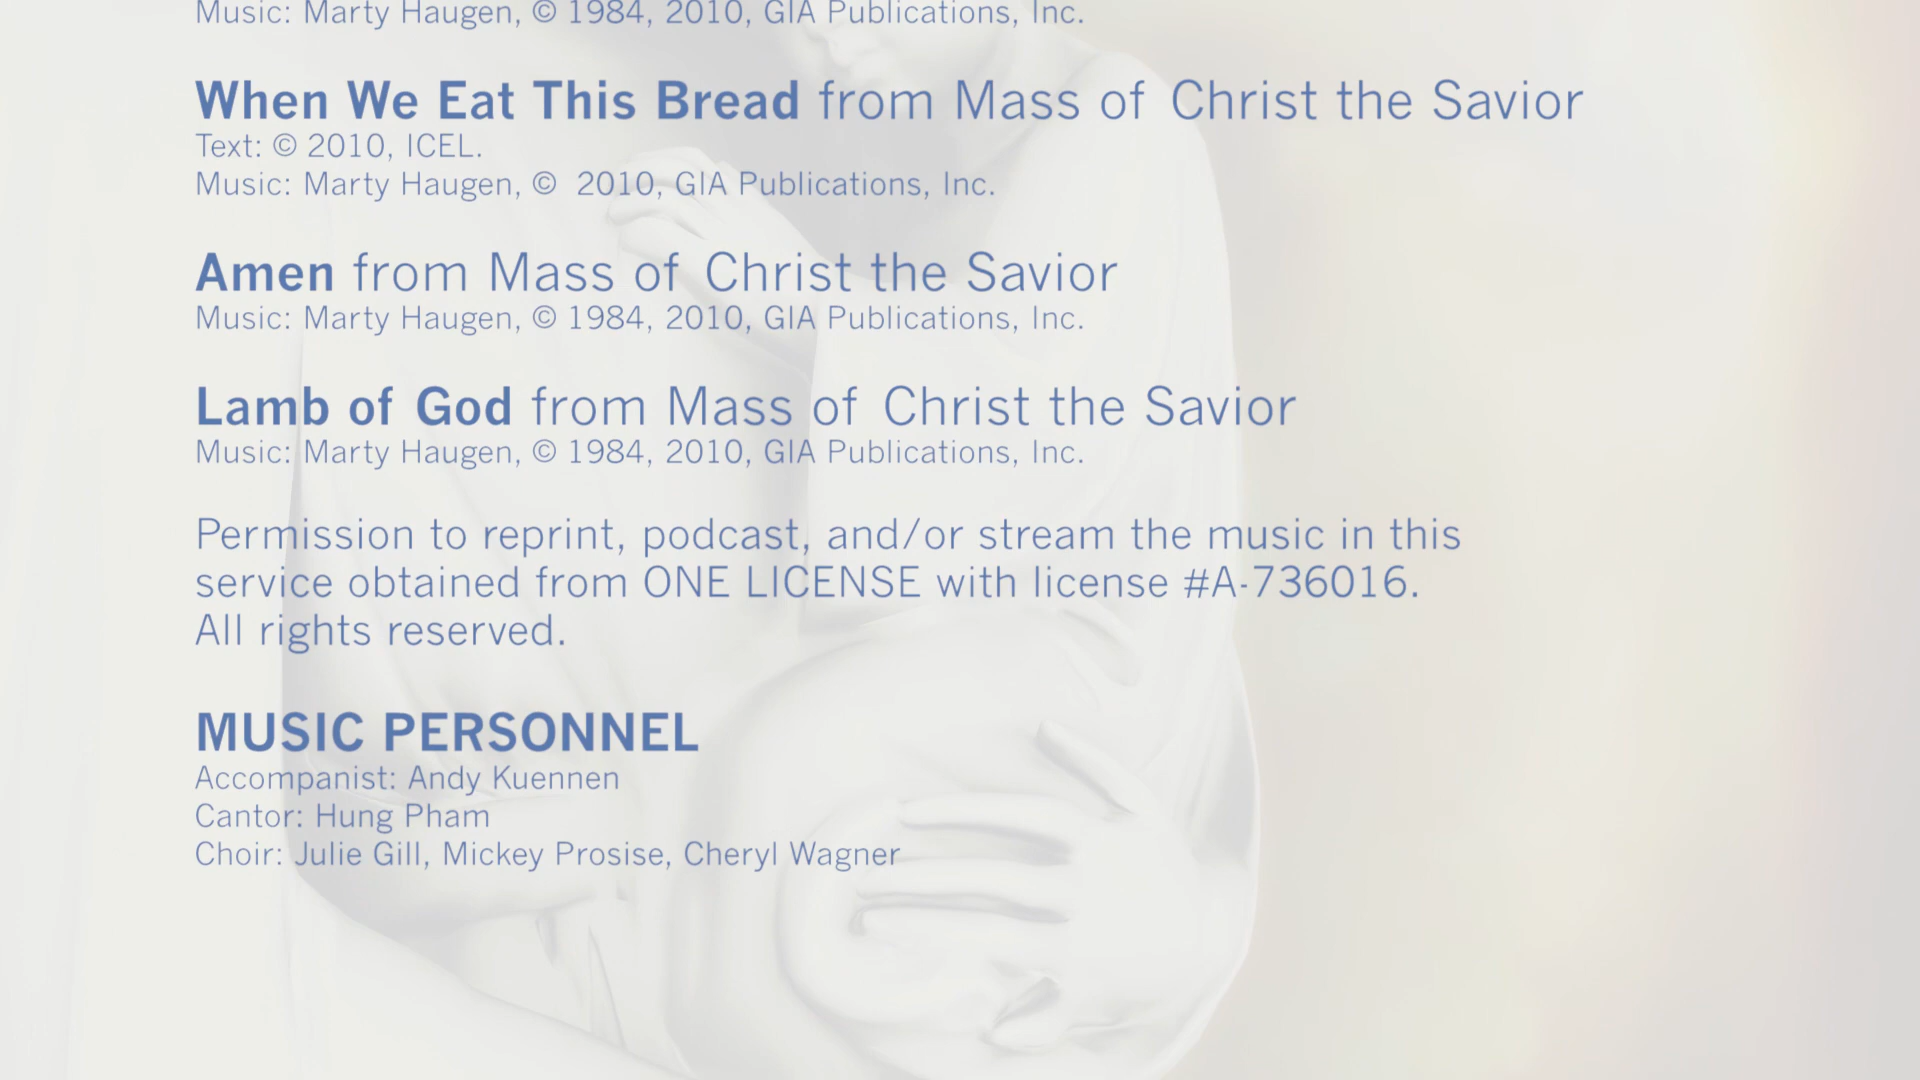 Music: Marty Haugen, © 1984, 2010, GIA Publications, Inc.
When We Eat This Bread from Mass of Christ the Savior
Text: © 2010, ICEL.
Music: Marty Haugen, © 2010, GIA Publications, Inc.
Amen from Mass of Christ the Savior
Music: Marty Haugen, © 1984, 2010, GIA Publications, Inc.
Lamb of God from Mass of Christ the Savior
Music: Marty Haugen, © 1984, 2010, GIA Publications, Inc.
Permission to reprint, podcast, and/or stream the music in this
service obtained from ONE LICENSE with license #A-736016.
All rights reserved.
MUSIC PERSONNEL
Accompanist: Andy Kuennen
Cantor: Hung Pham
Choir: Julie Gill, Mickey Prosise, Cheryl Wagner